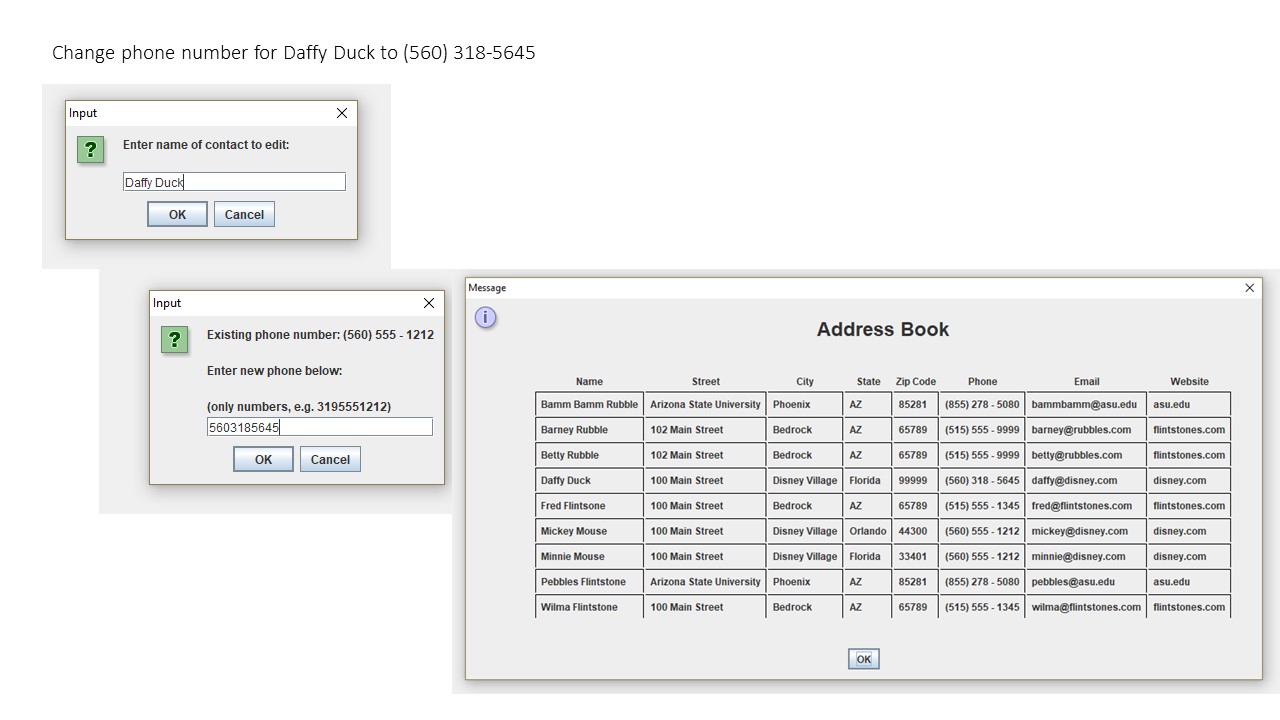 Change phone number for Daffy Duck to (560) 318-5645
Input
?
Enter name of contact to edit:
Daffy Duck
OK Cancel
Input
?
Existing phone number: (560) 555 - 1212
Enter new phone below:
(only numbers, e.g. 3195551212)
5603185645
OK Cancel
Message
i
Address Book
Name Street City State Zip Code Phone Email Website
Bamm Bamm Rubble Arizona State University Phoenix AZ 85281 (855) 278 - 5080 bammbamm@asu.edu asu.edu
Barney Rubble 102 Main Street Bedrock AZ 65789 (515) 555 - 9999 barney@rubbles.com flintstones.com
Betty Rubble 102 Main Street Bedrock AZ 65789 (515) 555 - 9999 betty@rubbles.com flintstones.com
Daffy Duck 100 Main Street Disney Village Florida 99999 (560) 318 - 5645 daffy@disney.com disney.com
Fred Flintsone 100 Main Street Bedrock AZ 65789 (515) 555 - 1345 fred@flintstones.com flintstones.com
Mickey Mouse 100 Main Street Disney Village Orlando 44300 (560) 555 - 1212 mickey@disney.com disney.com
Minnie Mouse 100 Main Street Disney Village Florida 33401 (560) 555 - 1212 minnie@disney.com disney.com
Pebbles Flintstone Arizona State University Phoenix AZ 85281 (855) 278 - 5080 pebbles@asu.edu asu.edu
Wilma Flintstone 100 Main Street Bedrock AZ 65789 (515) 555 - 1345 wilma@flintstones.com flintstones.com
OK